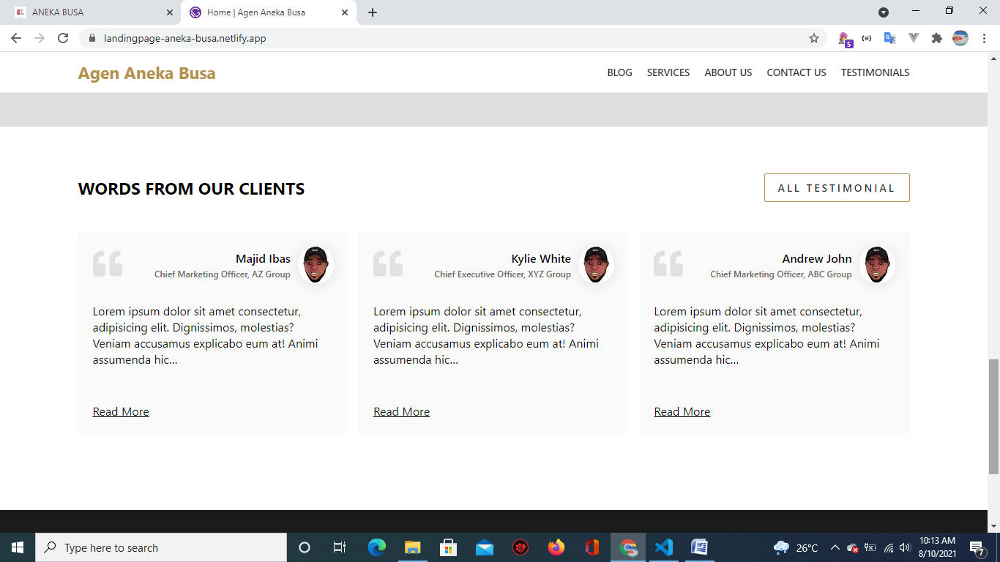 ANEKA BUSA
Home | Agen Aneka Busa
landingpage-aneka-busa.netlify.app
5
Agen Aneka Busa
BLOG SERVICES ABOUT US CONTACT US TESTIMONIALS
WORDS FROM OUR CLIENTS
ALL TESTIMONIAL
Majid Ibas
Chief Marketing Officer, AZ Group
Lorem ipsum dolor sit amet consectetur,
adipisicing elit. Dignissimos, molestias?
Veniam accusamus explicabo eum at! Animi
assumenda hic...
Read More
Kylie White
Chief Executive Officer, XYZ Group
Lorem ipsum dolor sit amet consectetur,
adipisicing elit. Dignissimos, molestias?
Veniam accusamus explicabo eum at! Animi
assumenda hic...
Read More
Andrew John
Chief Marketing Officer, ABC Group
Lorem ipsum dolor sit amet consectetur,
adipisicing elit. Dignissimos, molestias?
Veniam accusamus explicabo eum at! Animi
assumenda hic...
Read More
Type here to search
26°C
10:13 AM
8/10/2021
7